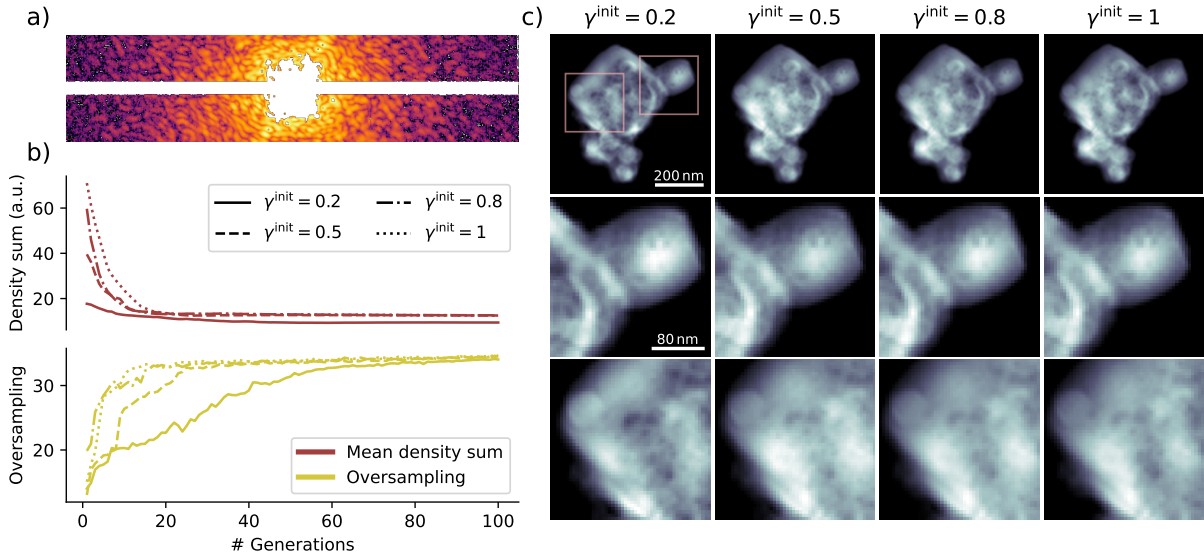 a)
b)
Density sum (a.u.)
60
40
20
γ^init = 0.2
γ^init = 0.5
γ^init = 0.8
γ^init = 1
Oversampling
30
20
Mean density sum
Oversampling
0
20
40
60
80
100
# Generations
c)
γ^init = 0.2
γ^init = 0.5
γ^init = 0.8
γ^init = 1
200 nm
80 nm